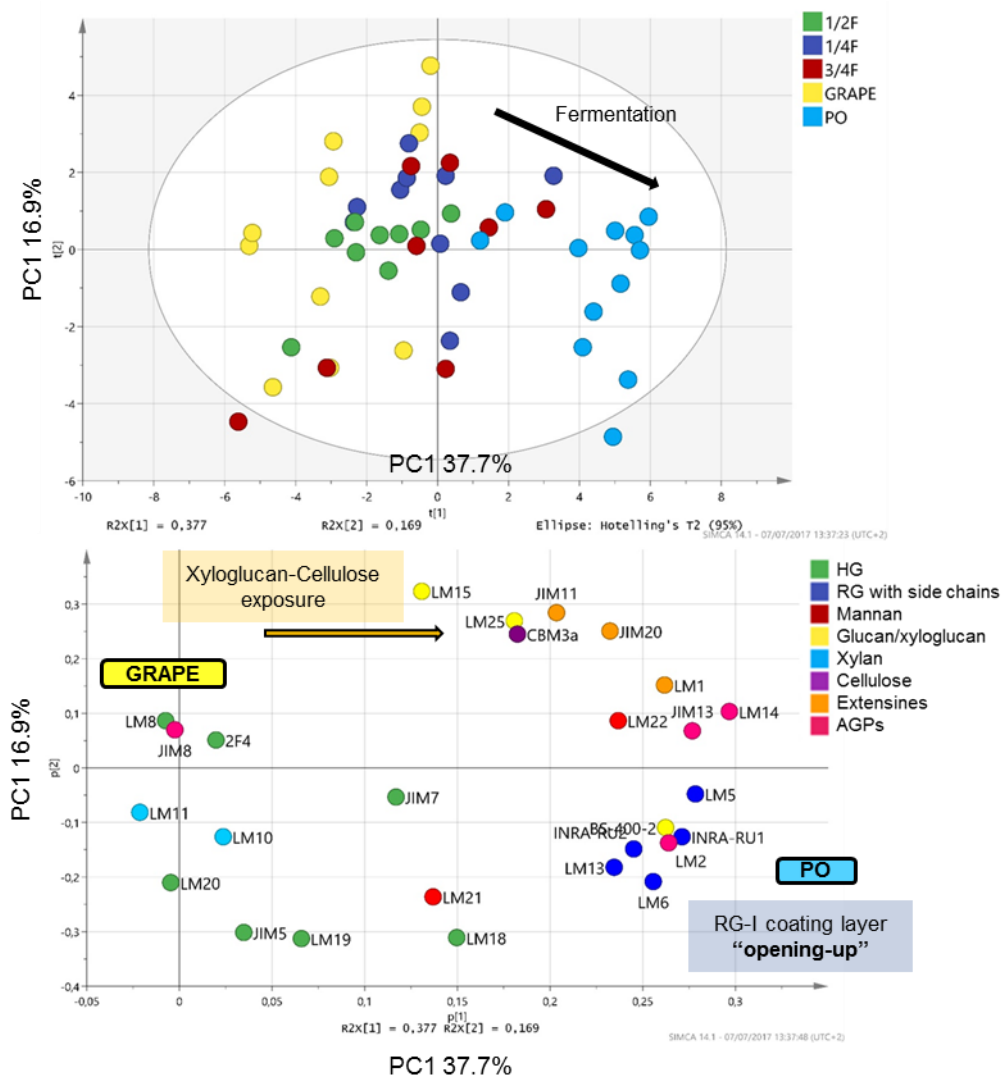 1/2F
1/4F
3/4F
GRAPE
PO
Fermentation
PC1 16.9%
t[2]
4
2
0
-2
-4
-6
-10
-8
-6
-4
-2
0
2
4
6
8
PC1 37.7%
t[1]
R2X[1] = 0,377
R2X[2] = 0,169
Ellipse: Hotelling's T2 (95%)
SIMCA 14.1 - 07/07/2017 13:37:23 (UTC+2)
Xyloglucan-Cellulose
exposure
HG
RG with side chains
Mannan
Glucan/xyloglucan
Xylan
Cellulose
Extensines
AGPs
GRAPE
PC1 16.9%
p[2]
0,3
0,2
0,1
0
-0,1
-0,2
-0,3
-0,4
LM15
JIM11
LM25
CBM3a
JIM20
LM1
LM22
JIM13
LM14
LM8
JIM8
2F4
JIM7
LM5
LM11
LM10
INRA-RU2
BS-400-2
INRA-RU1
LM2
LM13
LM6
LM20
LM21
JIM5
LM19
LM18
PO
RG-I coating layer
“opening-up”
-0,05
0
0,05
0,1
0,15
0,2
0,25
0,3
p[1]
R2X[1] = 0,377 R2X[2] = 0,169
SIMCA 14.1 - 07/07/2017 13:37:48 (UTC+2)
PC1 37.7%